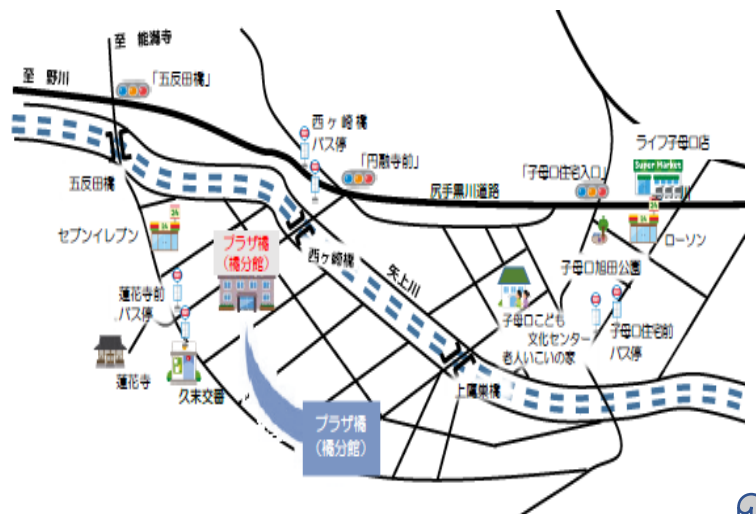 至 能満寺
至 野川
「五反田橋」
西ヶ崎橋
バス停
「円融寺前」
ライフ子母口店
Super Market
「子母口住宅入口」
尻手黒川道路
五反田橋
セブンイレブン
プラザ橘
(橘分館)
西ヶ崎橋
矢上川
ローソン
子母口旭田公園
蓮花寺前
バス停
子母口こども
文化センター
老人いこいの家
子母口住宅前
バス停
蓮花寺
久末交番
上鷹巣橋
プラザ橘
(橘分館)